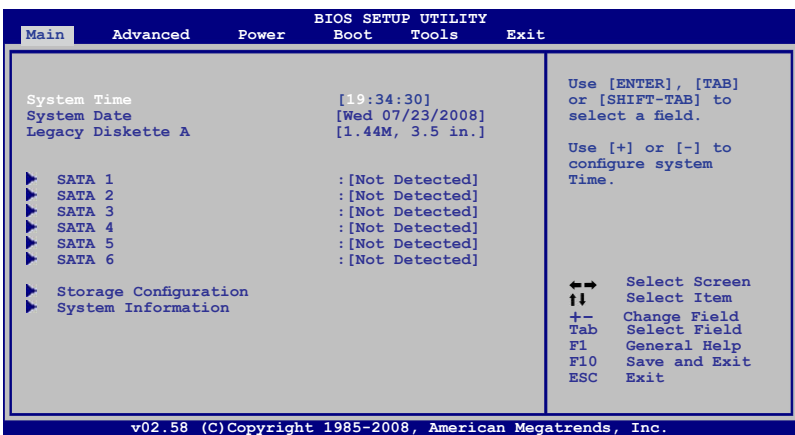 BIOS SETUP UTILITY
Main Advanced Power Boot Tools Exit
System Time [19:34:30]
System Date [Wed 07/23/2008]
Legacy Diskette A [1.44M, 3.5 in.]
SATA 1 :[Not Detected]
SATA 2 :[Not Detected]
SATA 3 :[Not Detected]
SATA 4 :[Not Detected]
SATA 5 :[Not Detected]
SATA 6 :[Not Detected]
Storage Configuration
System Information
Use [ENTER], [TAB]
or [SHIFT-TAB] to
select a field.
Use [+] or [-] to
configure system
Time.
←→ Select Screen
↑↓ Select Item
+- Change Field
Tab Select Field
F1 General Help
F10 Save and Exit
ESC Exit
v02.58 (C)Copyright 1985-2008, American Megatrends, Inc.